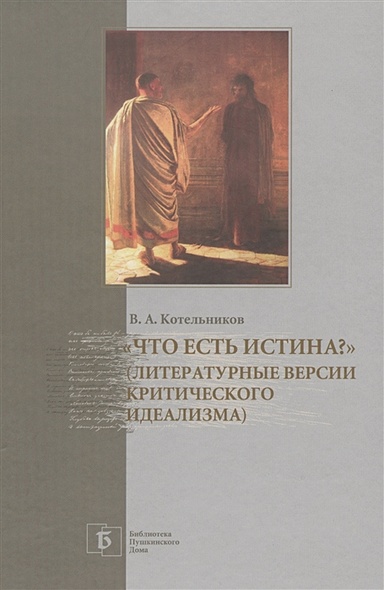 В. А. Котельников
«ЧТО ЕСТЬ ИСТИНА?»
(ЛИТЕРАТУРНЫЕ ВЕРСИИ
КРИТИЧЕСКОГО
ИДЕАЛИЗМА)
Б
Библиотека
Пушкинского
Дома